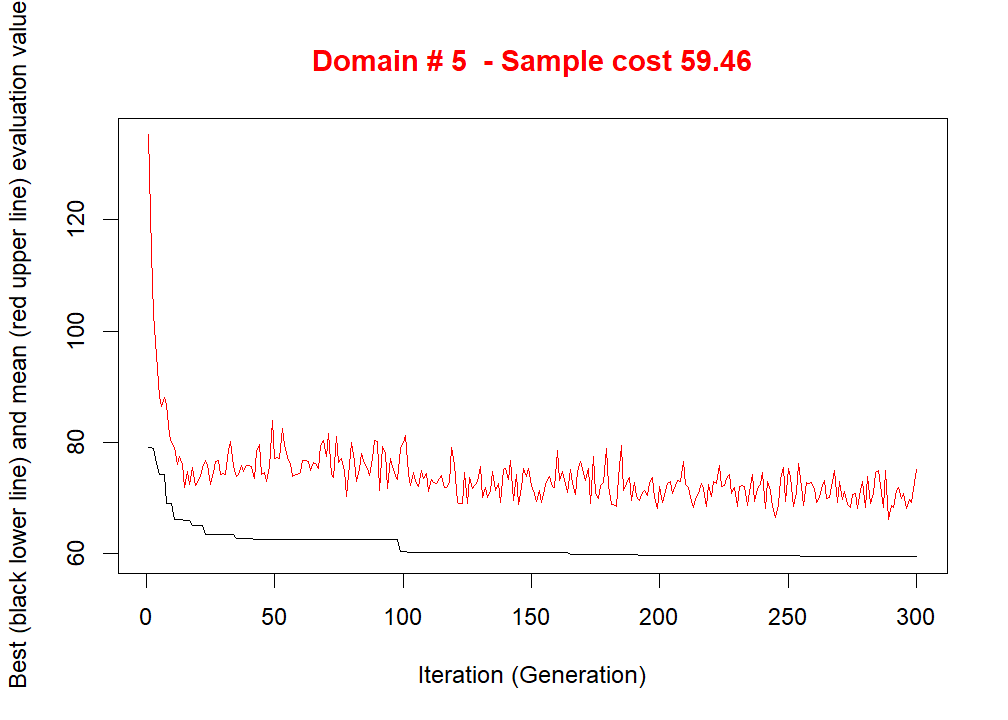 Domain # 5  - Sample cost 59.46
Best (black lower line) and mean (red upper line) evaluation value
120
100
80
60
0 50 100 150 200 250 300
Iteration (Generation)